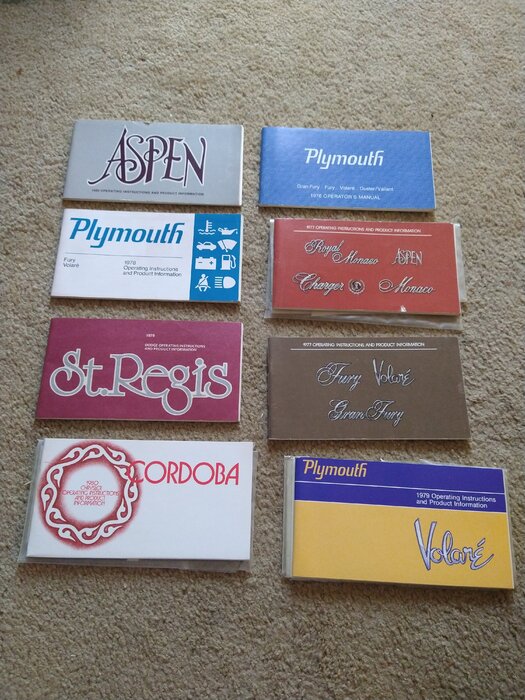 ASPEN
1980 OPERATING INSTRUCTIONS AND PRODUCT INFORMATION
Plymouth
Gran Fury · Fury · Volaré · Duster/Valiant
1976 OPERATOR'S MANUAL
Plymouth
Fury
Volaré
1978
Operating Instructions
and Product Information
1977 OPERATING INSTRUCTIONS AND PRODUCT INFORMATION
Royal
Monaco
ASPEN
Charger
Monaco
1979
DODGE OPERATING INSTRUCTIONS
AND PRODUCT INFORMATION
St.Regis
1977 OPERATING INSTRUCTIONS AND PRODUCT INFORMATION
Fury Volaré
Gran Fury
CORDOBA
1980
CHRYSLER
OPERATING INSTRUCTIONS
AND PRODUCT
INFORMATION
Plymouth
1979 Operating Instructions
and Product Information
Volaré